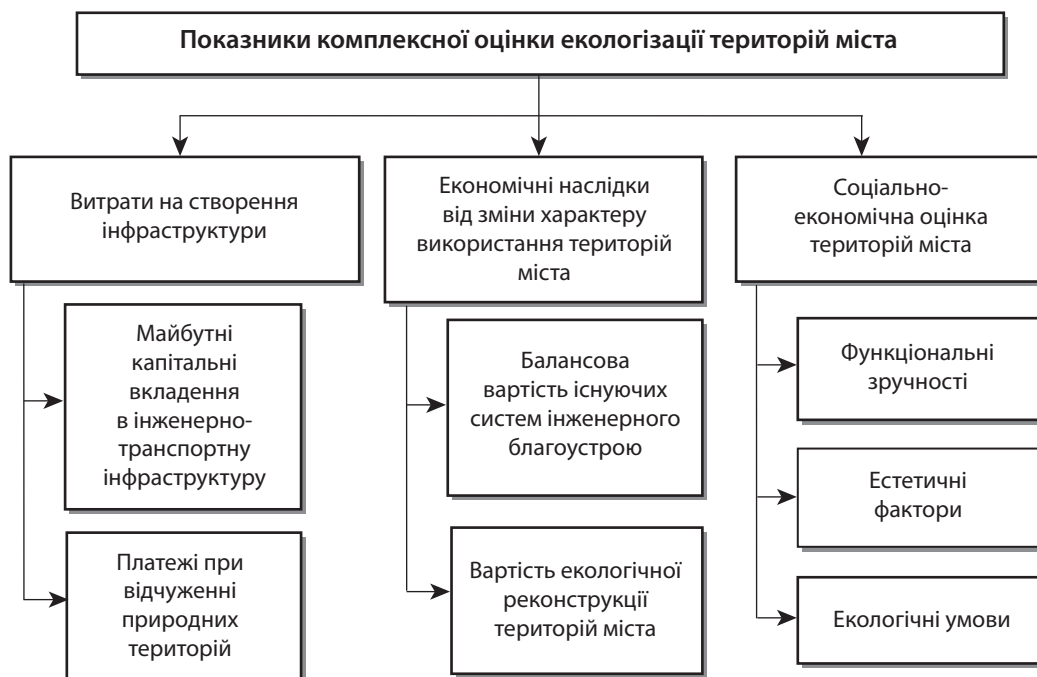 Показники комплексної оцінки екологізації територій міста
Витрати на створення
інфраструктури
Майбутні
капітальні
вкладення
в інженерно-
транспортну
інфраструктуру
Платежі при
відчуженні
природних
територій
Економічні наслідки
від зміни характеру
використання територій
міста
Балансова
вартість існуючих
систем інженерного
благоустрою
Вартість екологічної
реконструкції
територій міста
Соціально-
економічна оцінка
територій міста
Функціональні
зручності
Естетичні
фактори
Екологічні умови